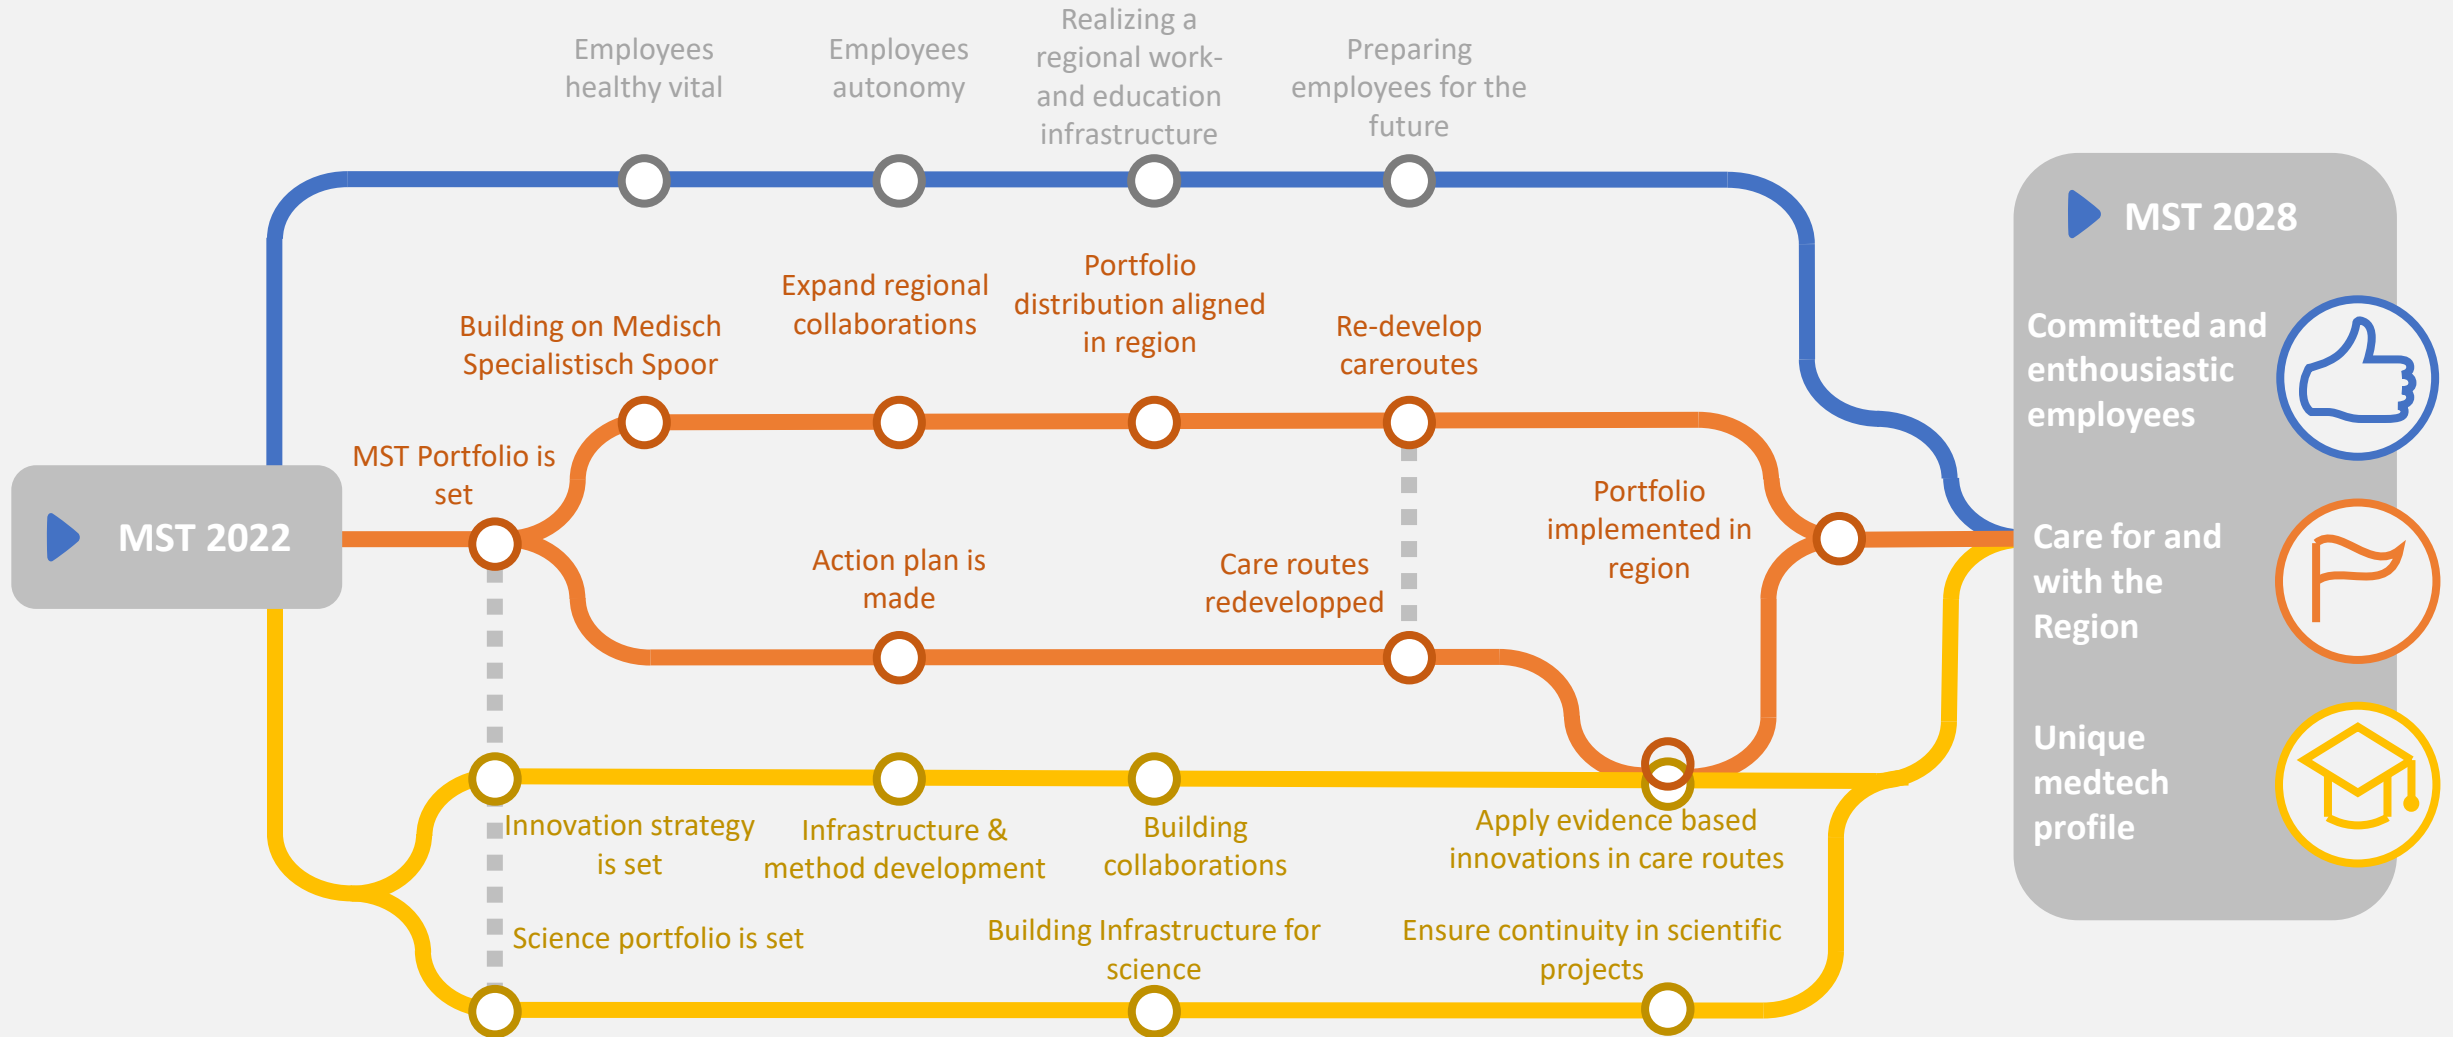 Employees
healthy vital
Employees
autonomy
Realizing a
regional work-
and education
infrastructure
Preparing
employees for the
future
MST 2028
Committed and
enthousiastic
employees
Care for and
with the
Region
Unique
medtech
profile
Building on Medisch
Specialistisch Spoor
Expand regional
collaborations
Portfolio
distribution aligned
in region
Re-develop
careroutes
MST Portfolio is
set
MST 2022
Action plan is
made
Care routes
redevelopped
Portfolio
implemented in
region
Innovation strategy
is set
Infrastructure &
method development
Building
collaborations
Apply evidence based
innovations in care routes
Science portfolio is set
Building Infrastructure for
science
Ensure continuity in scientific
projects